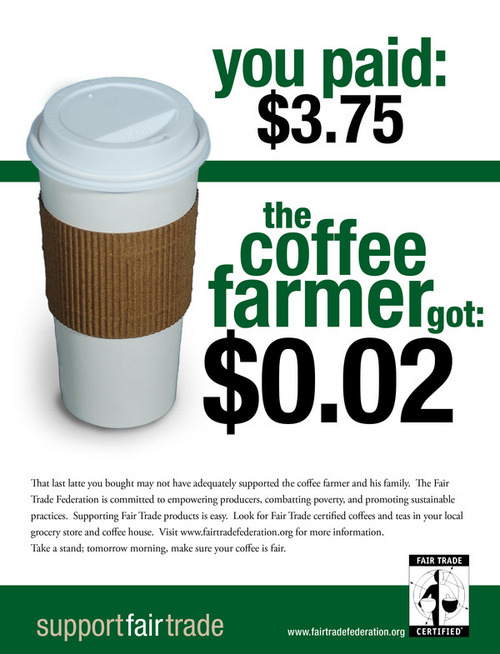 you paid:
$3.75
the
coffee
farmer got:
$0.02
That last latte you bought may not have adequately supported the coffee farmer and his family.  The Fair
Trade Federation is committed to empowering producers, combatting poverty, and promoting sustainable
practices.  Supporting Fair Trade products is easy.  Look for Fair Trade certified coffees and teas in your local
grocery store and coffee house.  Visit www.fairtradefederation.org for more information.
Take a stand; tomorrow morning, make sure your coffee is fair.
supportfairtrade
www.fairtradefederation.org
FAIR TRADE
CERTIFIED